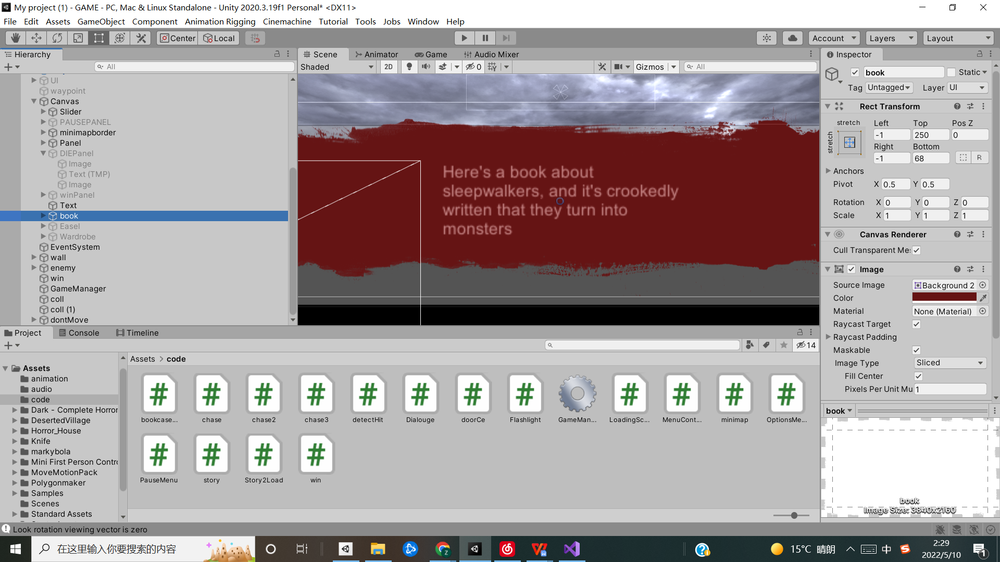 My project (1) - GAME - PC, Mac & Linux Standalone - Unity 2020.3.19f1 Personal* <DX11>
File Edit Assets GameObject Component Animation Rigging Cinemachine Tutorial Tools Jobs Window Help
Center Local Account Layers Layout
Hierarchy
All
UI
waypoint
Canvas
Slider
PAUSEPANEL
minimapborder
Panel
DIEPanel
Image
Text (TMP)
Image
winPanel
Text
book
Easel
Wardrobe
EventSystem
wall
enemy
win
GameManager
coll
coll (1)
dontMove
Scene Animator Game Audio Mixer
Shaded 2D 0 Gizmos All
Here's a book about
sleepwalkers, and it's crookedly
written that they turn into
monsters
Inspector
book Static
Tag Untagged Layer UI
Rect Transform
stretch
stretch
Left Top Pos Z
-1 250 0
Right Bottom
-1 68 R
Anchors
Pivot X 0.5 Y 0.5
Rotation X 0 Y 0 Z 0
Scale X 1 Y 1 Z 1
Canvas Renderer
Cull Transparent Me
Image
Source Image Background 2
Color
Material None (Material)
Raycast Target
Raycast Padding
Maskable
Image Type Sliced
Fill Center
Pixels Per Unit Mu 1
book
book
Image Size: 3840x2160
Project Console Timeline
14
Assets
animation
audio
code
Dark - Complete Horror
DesertedVillage
Horror_House
Knife
markybola
Mini First Person Contro
MoveMotionPack
Polygonmaker
Samples
Scenes
Standard Assets
Assets > code
bookcase... chase chase2 chase3 detectHit Dialouge doorCe Flashlight GameMan... LoadingSc... MenuCont... minimap OptionsMe...
PauseMenu story Story2Load win
Look rotation viewing vector is zero
在这里输入你要搜索的内容
15°C 晴朗 中
2:29
2022/5/10
1